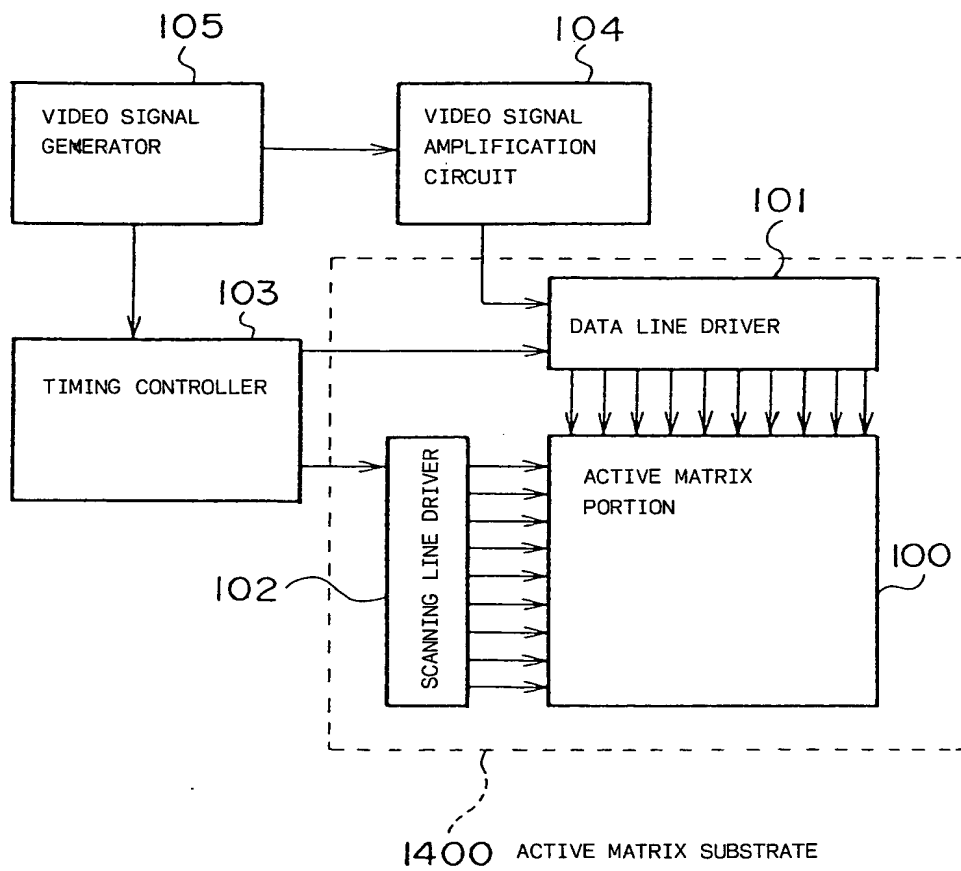 105
VIDEO SIGNAL
GENERATOR
104
VIDEO SIGNAL
AMPLIFICATION
CIRCUIT
101
DATA LINE DRIVER
103
TIMING CONTROLLER
102
SCANNING LINE DRIVER
ACTIVE MATRIX
PORTION
100
1400 ACTIVE MATRIX SUBSTRATE